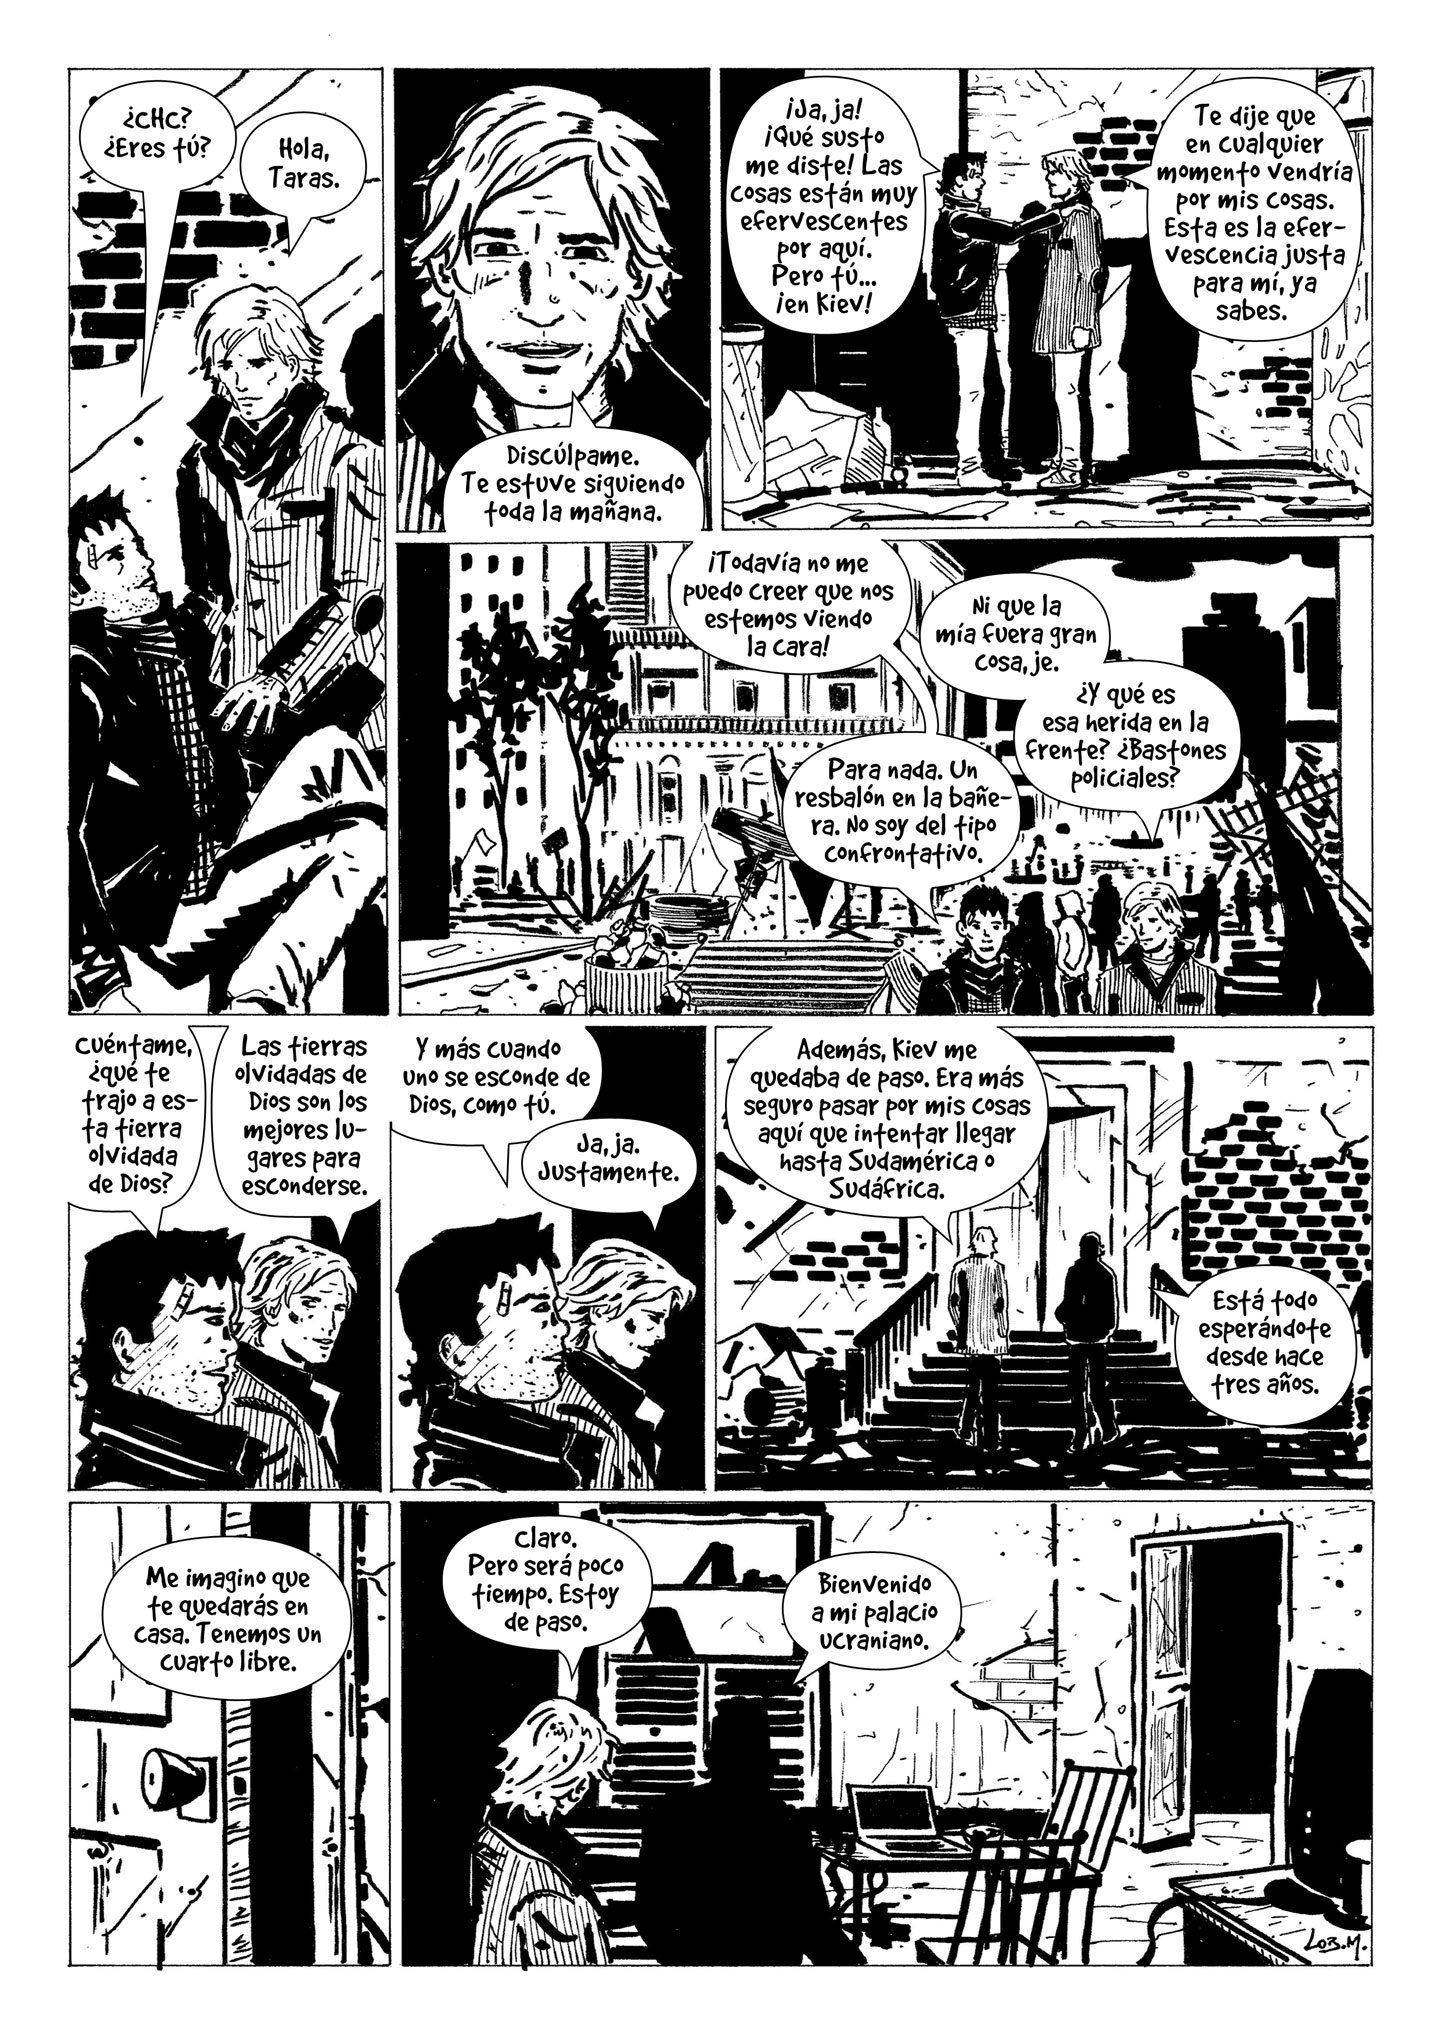 ¿CHC?
¿Eres tú?
Hola,
Taras.
Discúlpame.
Te estuve siguiendo
toda la mañana.
¡Ja, ja!
¡Qué susto
me diste! Las
cosas están muy
efervescentes
por aquí.
Pero tú...
¡en Kiev!
Te dije que
en cualquier
momento vendría
por mis cosas.
Esta es la efer-
vescencia justa
para mí, ya
sabes.
¡Todavía no me
puedo creer que nos
estemos viendo
la cara!
Ni que la
mía fuera gran
cosa, je.
¿Y qué es
esa herida en la
frente? ¿Bastones
policiales?
Para nada. Un
resbalón en la bañe-
ra. No soy del tipo
confrontativo.
Cuéntame,
¿qué te
trajo a es-
ta tierra
olvidada
de Dios?
Las tierras
olvidadas de
Dios son los
mejores lu-
gares para
esconderse.
Y más cuando
uno se esconde de
Dios, como tú.
Ja, ja.
Justamente.
Además, Kiev me
quedaba de paso. Era más
seguro pasar por mis cosas
aquí que intentar llegar
hasta Sudamérica o
Sudáfrica.
Está todo
esperándote
desde hace
tres años.
Me imagino que
te quedarás en
casa. Tenemos un
cuarto libre.
Claro.
Pero será poco
tiempo. Estoy
de paso.
Bienvenido
a mi palacio
ucraniano.
LOB.M.